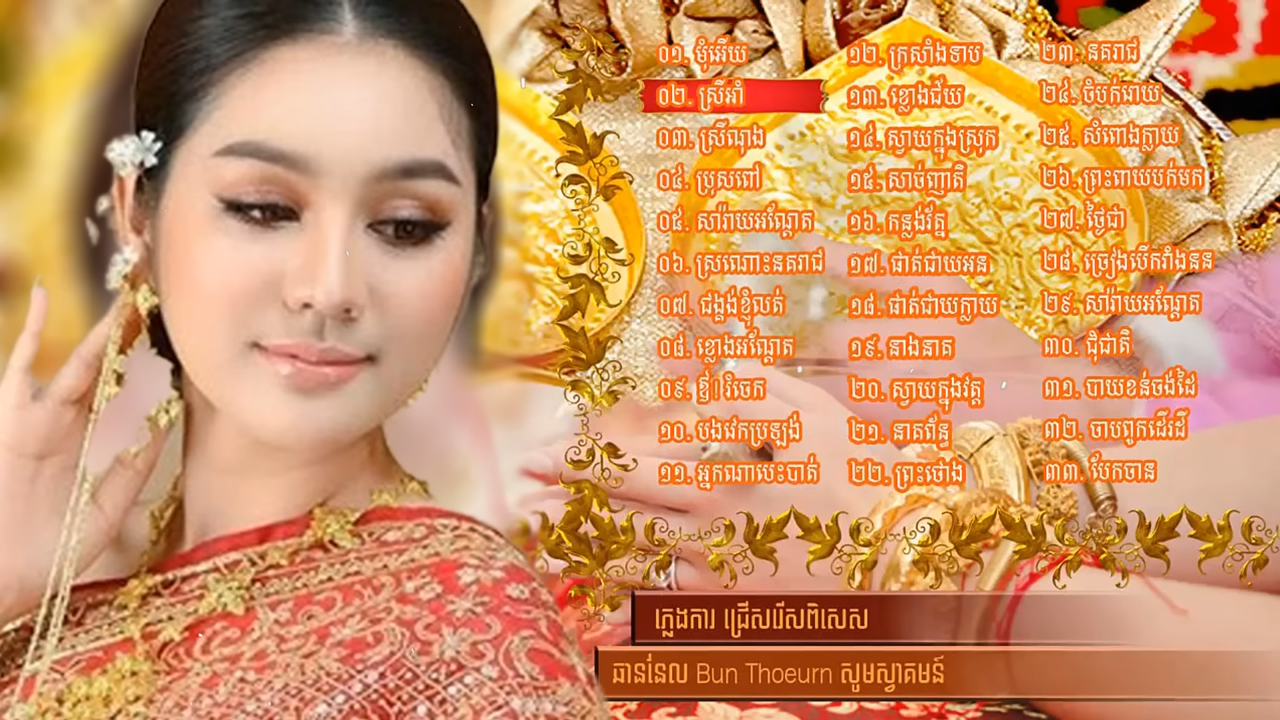 ០១. មុំអើយ
០២. ស្រីអាំ
០៣. ស្រីណុង
០៤. ប្រុសពៅ
០៥. សារ៉ាយអណ្តែត
០៦. ស្រណោះនគរាជ
០៧. ជង្គង់ខ្ញុំលត់
០៨. ខ្លោងអណ្តែត
០៩. ផ្ញីវិចេក
១០. បងវេកប្រឡង់
១១. អ្នកណាបេះបាត់
១២. ក្រសាំងទាប
១៣. ខ្លោងជ័យ
១៤. ស្វាយក្នុងស្រុក
១៥. សាច់ញាតិ
១៦. កន្លង់វ័ត្ន
១៧. ផាត់ជាយអន
១៨. ផាត់ជាយក្លាយ
១៩. នាងនាគ
២០. ស្វាយក្នុងវត្ត
២១. នាគព័ន្ធ
២២. ព្រះថោង
២៣. នគរាជ
២៤. ចំបក់រោយ
២៥. សំពោងក្លាយ
២៦. ព្រះពាយបក់មក
២៧. ថ្ងៃជា
២៨. ច្រៀងបើកវាំងនន
២៩. សារ៉ាយអណ្តែត
៣០. ជុំជាតិ
៣១. បាយខន់ចង់ដៃ
៣២. ចាបពូកដើរដី
៣៣. បែកចាន
ភ្លេងការ ជ្រើសរើសពិសេស
ឆានែល Bun Thoeurn សូមស្វាគមន៍